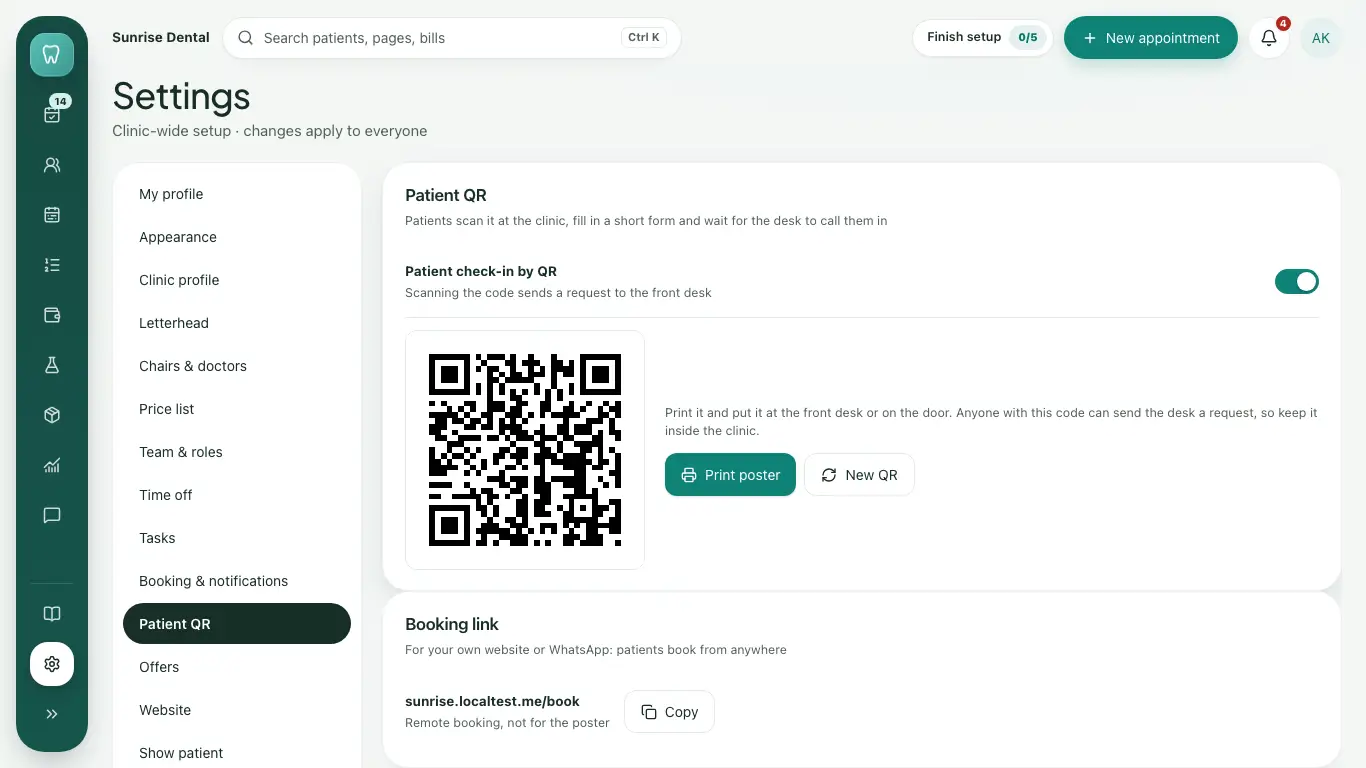 Sunrise Dental
Search patients, pages, bills
Ctrl K
Finish setup
0/5
New appointment
4
AK
14
Settings
Clinic-wide setup · changes apply to everyone
My profile
Appearance
Clinic profile
Letterhead
Chairs & doctors
Price list
Team & roles
Time off
Tasks
Booking & notifications
Patient QR
Offers
Website
Show patient
Patient QR
Patients scan it at the clinic, fill in a short form and wait for the desk to call them in
Patient check-in by QR
Scanning the code sends a request to the front desk
Print it and put it at the front desk or on the door. Anyone with this code can send the desk a request, so keep it
inside the clinic.
Print poster
New QR
Booking link
For your own website or WhatsApp: patients book from anywhere
sunrise.localtest.me/book
Remote booking, not for the poster
Copy